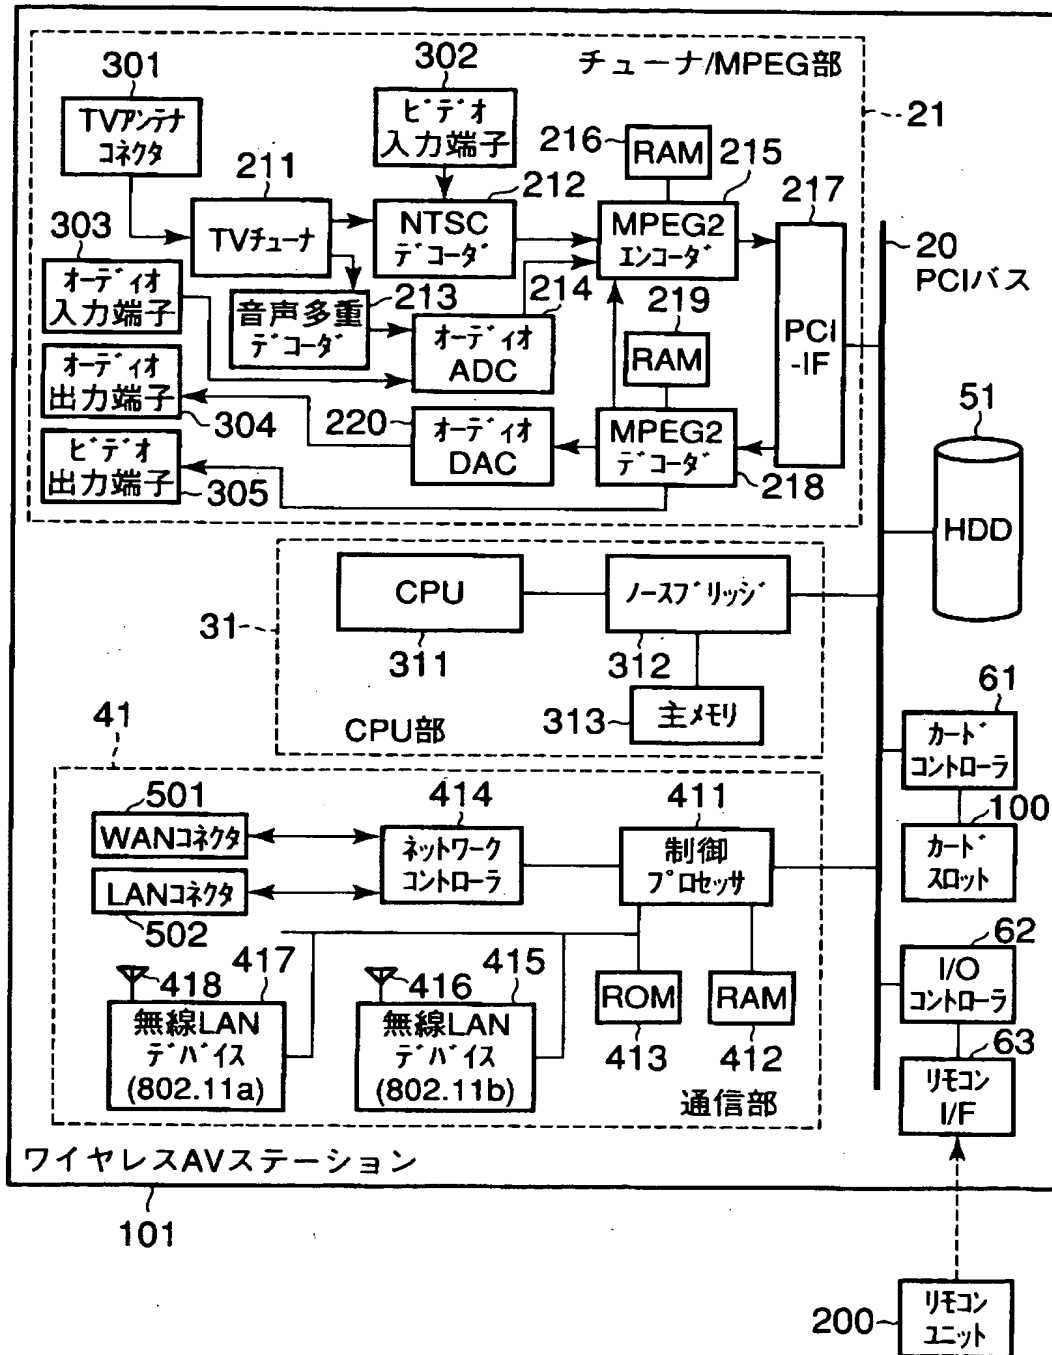 チューナ/MPEG部
21
301
TVアンテナ
コネクタ
302
ビデオ
入力端子
216
RAM
215
217
211
TVチューナ
212
NTSC
デコーダ
MPEG2
エンコーダ
20
PCIバス
303
オーディオ
入力端子
213
音声多重
デコーダ
214
オーディオ
ADC
219
RAM
PCI
-IF
オーディオ
出力端子
304
220
オーディオ
DAC
MPEG2
デコーダ
218
ビデオ
出力端子
305
51
HDD
31
CPU
311
ノースブリッジ
312
313
主メモリ
CPU部
61
カード
コントローラ
100
カード
スロット
41
501
WANコネクタ
LANコネクタ
502
414
ネットワーク
コントローラ
411
制御
プロセッサ
418
417
無線LAN
デバイス
(802.11a)
416
415
無線LAN
デバイス
(802.11b)
ROM
413
RAM
412
通信部
62
I/O
コントローラ
63
リモコン
I/F
ワイヤレスAVステーション
101
200
リモコン
ユニット